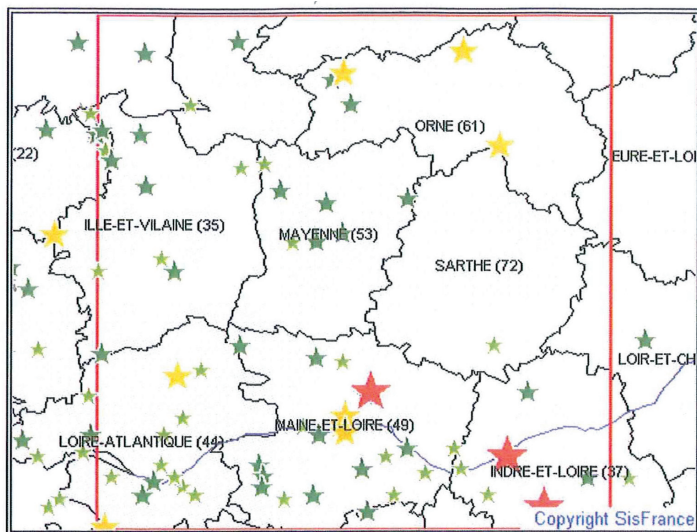 ORNE (61)
(22)
EURE-ET-LOI
ILLE-ET-VILAINE (35)
MAYENNE (53)
SARTHE (72)
LOIR-ET-CH
MAINE-ET-LOIRE (49)
LOIRE-ATLANTIQUE (44)
INDRE-ET-LOIRE (37)
Copyright SisFrance